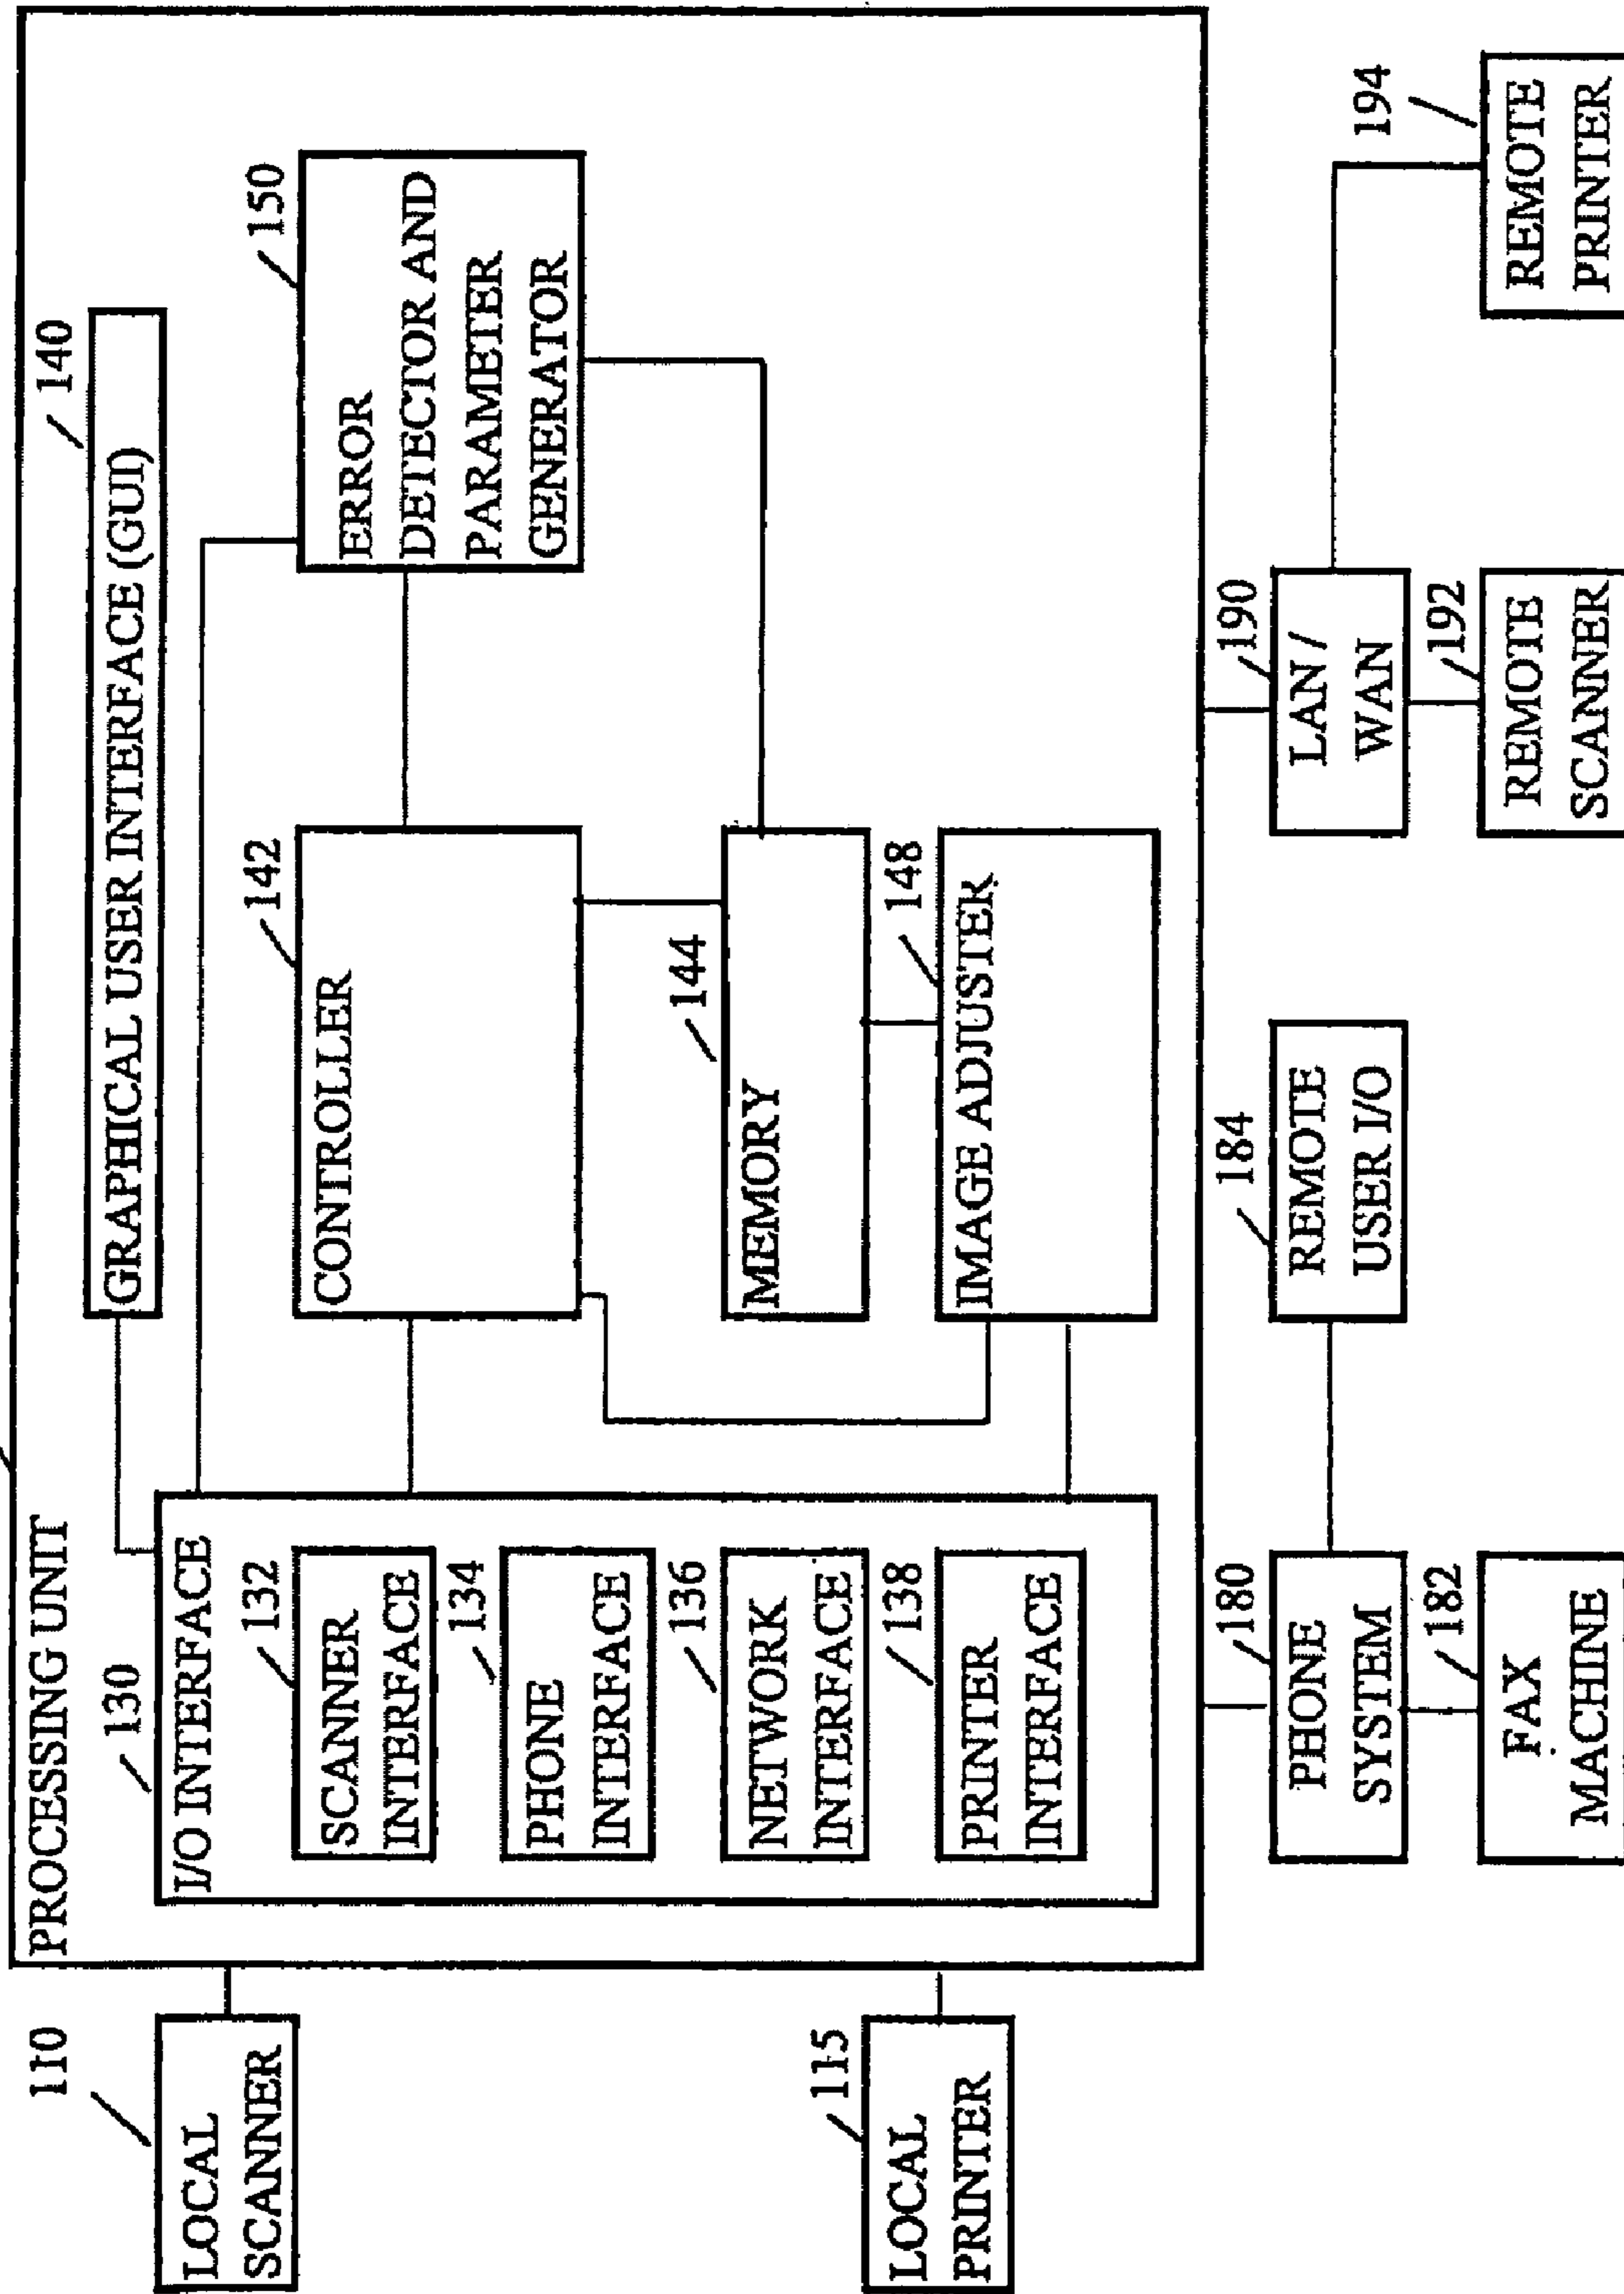 PROCESSING UNIT
140
GRAPHICAL USER INTERFACE (GUI)
130
I/O INTERFACE
132
SCANNER
INTERFACE
134
PHONE
INTERFACE
136
NETWORK
INTERFACE
138
PRINTER
INTERFACE
142
CONTROLLER
144
MEMORY
148
IMAGE ADJUSTER
150
ERROR
DETECTOR AND
PARAMETER
GENERATOR
110
LOCAL
SCANNER
115
LOCAL
PRINTER
180
PHONE
SYSTEM
182
FAX
MACHINE
184
REMOTE
USER I/O
190
LAN /
WAN
192
REMOTE
SCANNER
194
REMOTE
PRINTER